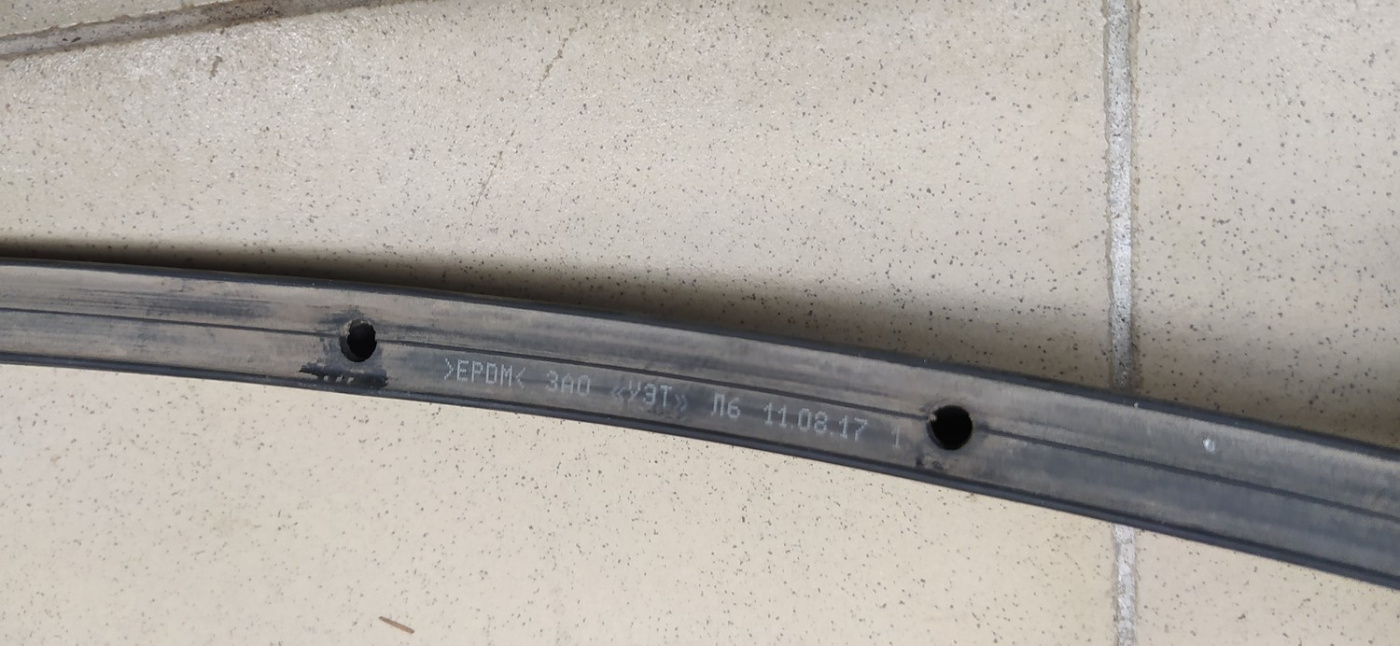 >EPDM< ЗАО «УЭТ» Л6 11.08.17 1